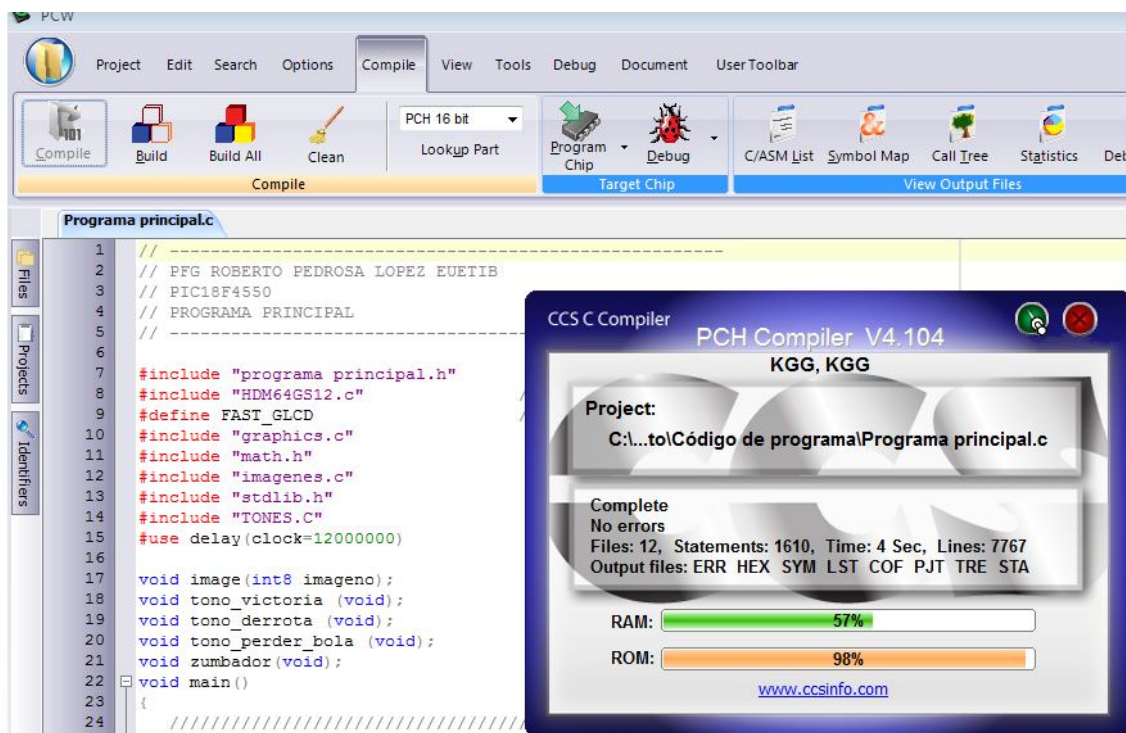 PCW
Project Edit Search Options Compile View Tools Debug Document User Toolbar
101
PCH 16 bit
Lookup Part
Compile Build Build All Clean Program Chip Debug C/ASM List Symbol Map Call Tree Statistics Deb
Compile Target Chip View Output Files
Programa principal.c
Files
Projects
Identifiers
1 // ------------------------------------------------------
2 // PFG ROBERTO PEDROSA LOPEZ EUETIB
3 // PIC18F4550
4 // PROGRAMA PRINCIPAL
5 // -----------------------------------
6
7 #include "programa principal.h"
8 #include "HDM64GS12.c" /
9 #define FAST_GLCD /
10 #include "graphics.c"
11 #include "math.h"
12 #include "imagenes.c"
13 #include "stdlib.h"
14 #include "TONES.C"
15 #use delay(clock=12000000)
16
17 void image(int8 imageno);
18 void tono_victoria (void);
19 void tono_derrota (void);
20 void tono_perder_bola (void);
21 void zumbador(void);
22 void main()
23 {
24 ///////////////////////////////////
CCS C Compiler
PCH Compiler V4.104
KGG, KGG
Project:
C:\...to\Código de programa\Programa principal.c
Complete
No errors
Files: 12, Statements: 1610, Time: 4 Sec, Lines: 7767
Output files: ERR HEX SYM LST COF PJT TRE STA
RAM: 57%
ROM: 98%
www.ccsinfo.com